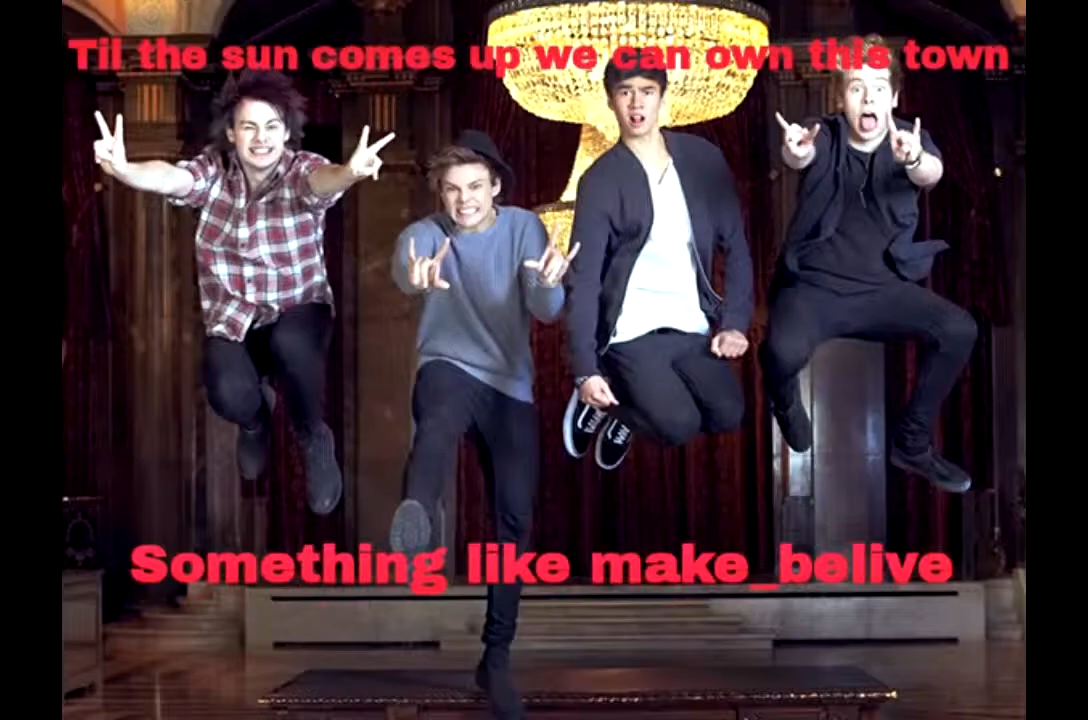 Til the sun comes up we can own this town
Something like make_belive